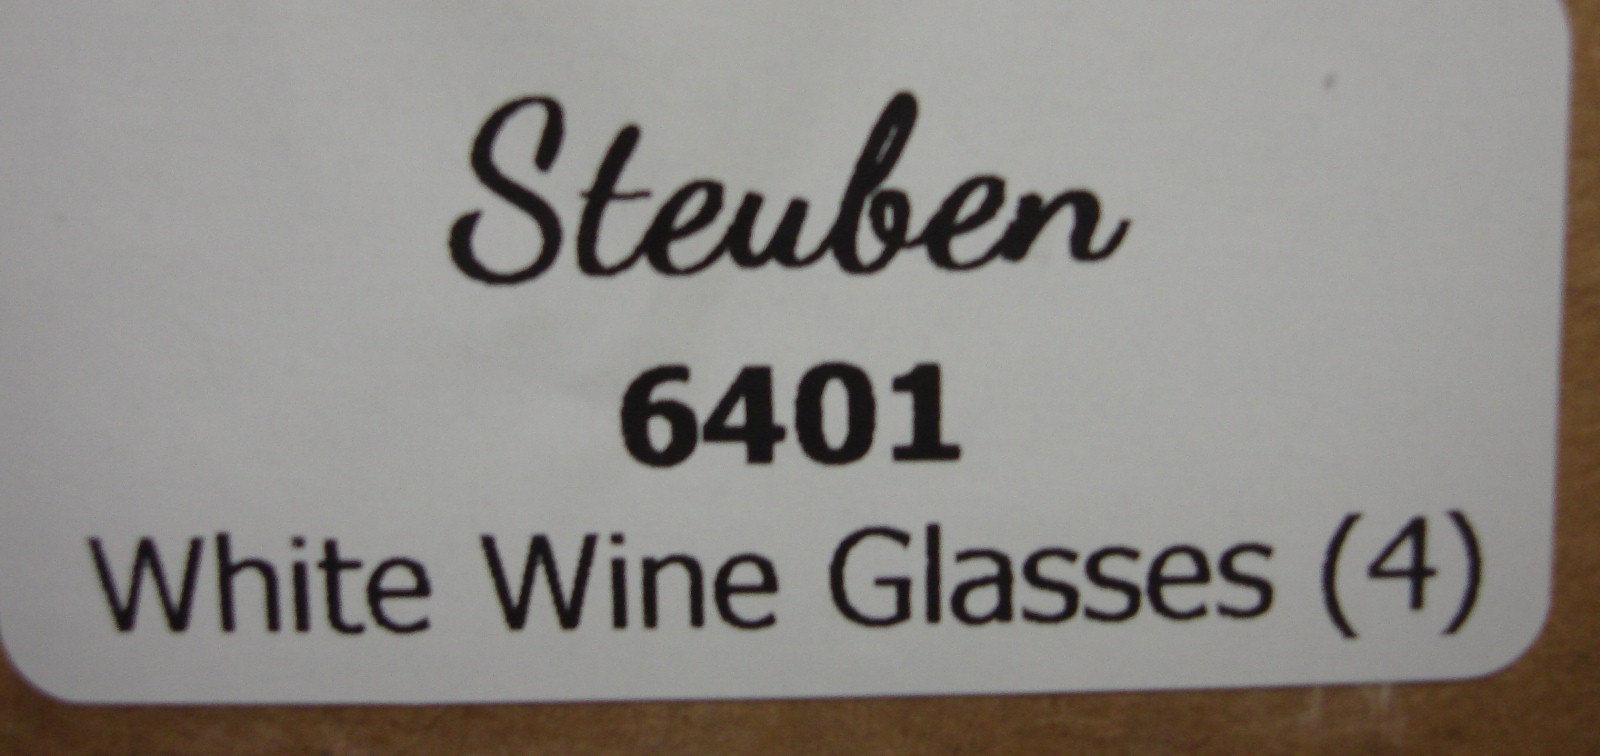 Steuben
6401
White Wine Glasses (4)